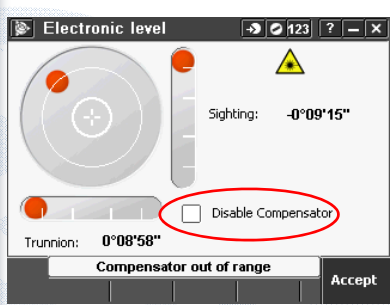 Electronic level
123 ? – X
Sighting: -0°09'15"
Disable Compensator
Trunnion: 0°08'58"
Compensator out of range
Accept